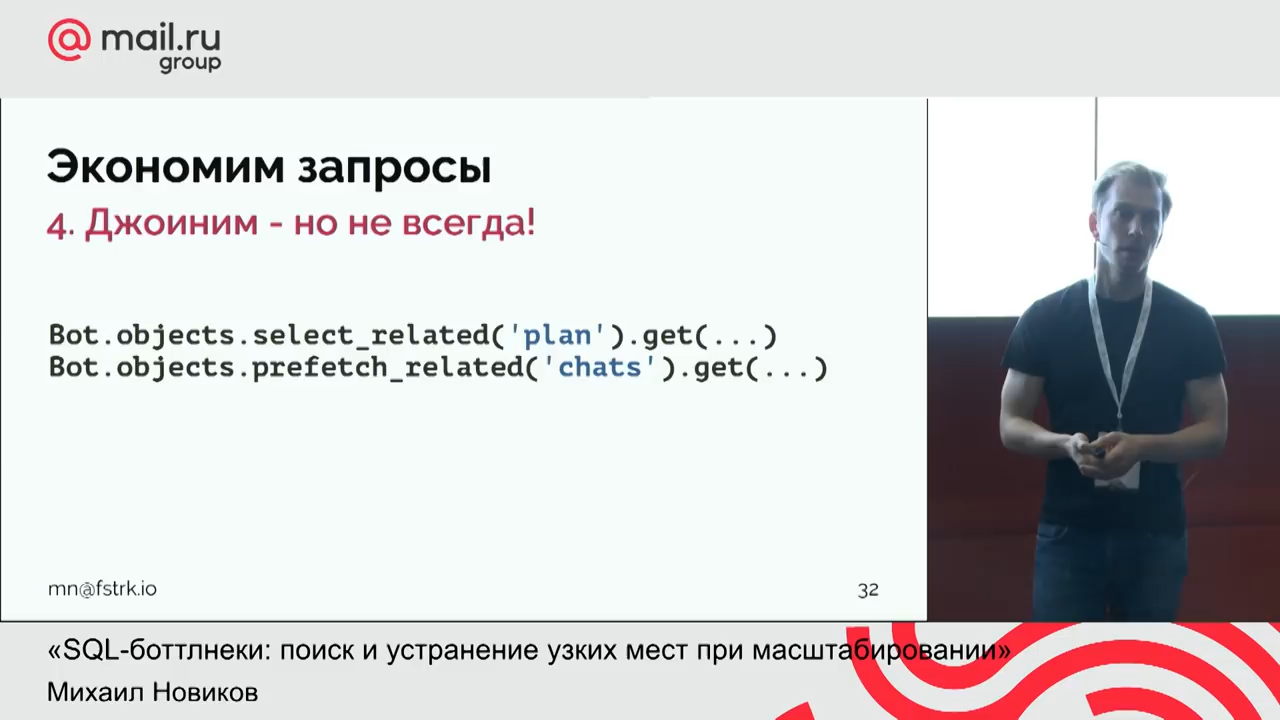 mail.ru
group
Экономим запросы
4. Джоиним - но не всегда!
Bot.objects.select_related('plan').get(...)
Bot.objects.prefetch_related('chats').get(...)
mn@fstrk.io
32
«SQL-боттлнеки: поиск и устранение узких мест при масштабировании»
Михаил Новиков